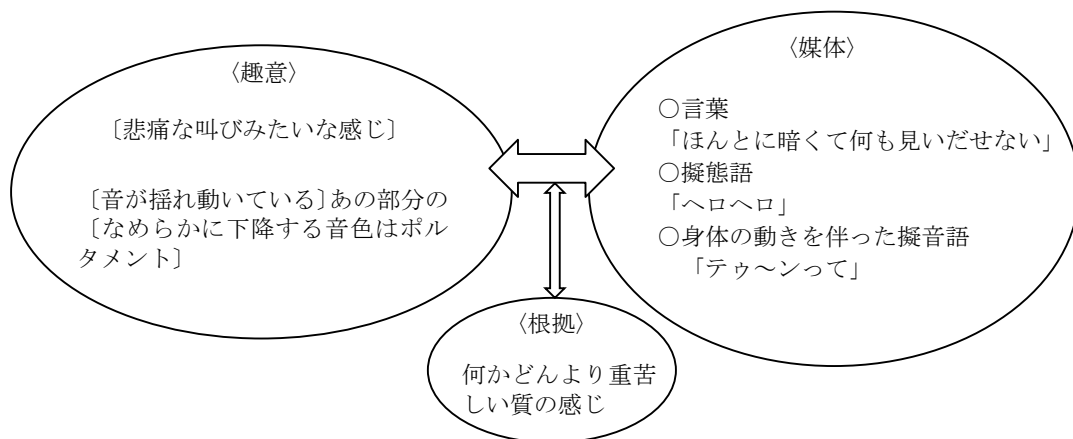 〈趣意〉
〔悲痛な叫びみたいな感じ〕
〔音が揺れ動いている〕あの部分の
〔なめらかに下降する音色はポル
タメント〕
〈媒体〉
○言葉
「ほんとに暗くて何も見いだせない」
○擬態語
「ヘロヘロ」
○身体の動きを伴った擬音語
「テゥ～ンって」
〈根拠〉
何かどんより重苦
しい質の感じ